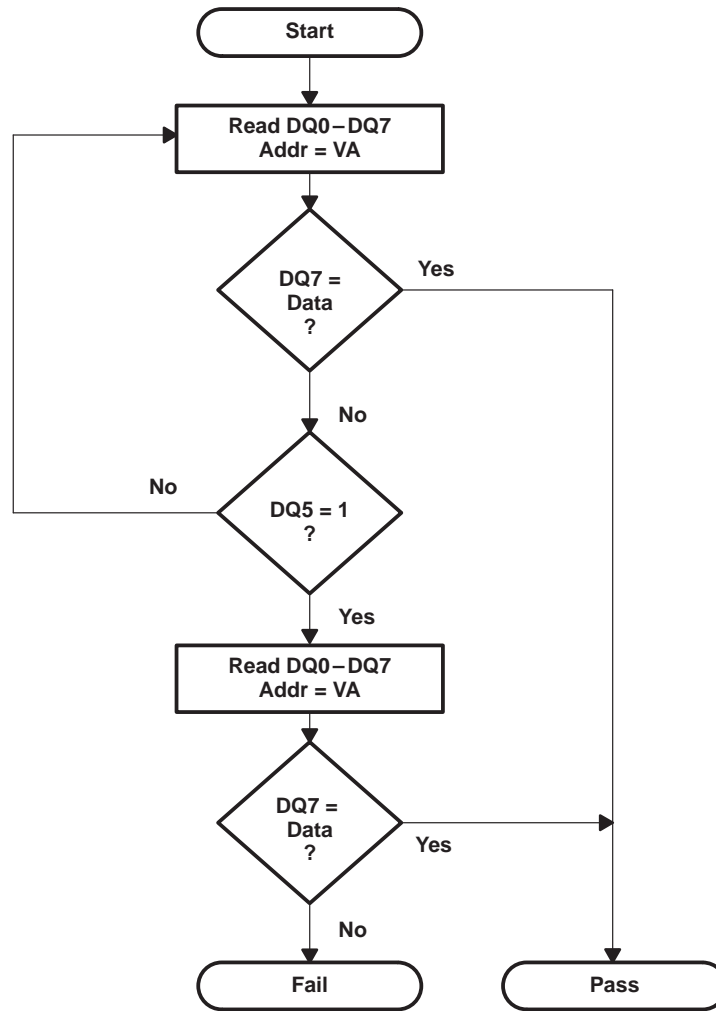 Start
Read DQ0–DQ7
Addr = VA
DQ7 =
Data
?
Yes
No
DQ5 = 1
?
No
Yes
Read DQ0–DQ7
Addr = VA
DQ7 =
Data
?
Yes
No
Fail
Pass